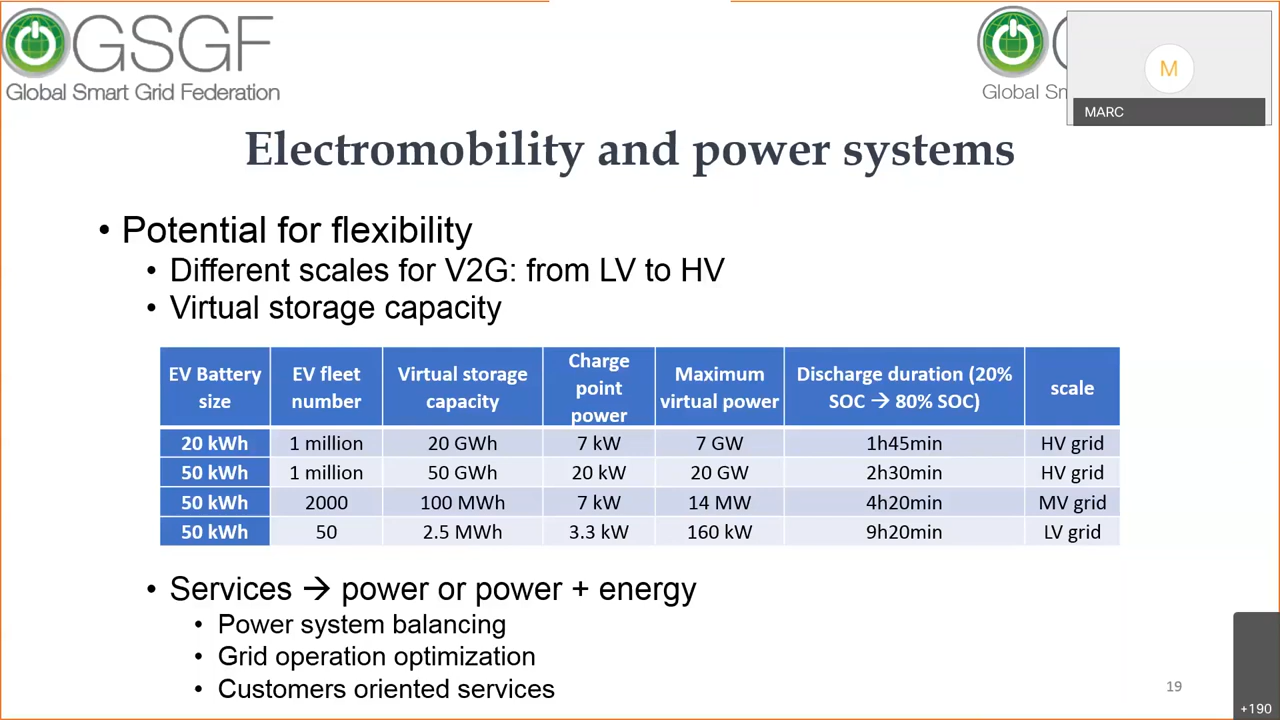 GSGF
Global Smart Grid Federation
Global Sm
M
MARC
Electromobility and power systems
• Potential for flexibility
• Different scales for V2G: from LV to HV
• Virtual storage capacity
EV Battery size | EV fleet number | Virtual storage capacity | Charge point power | Maximum virtual power | Discharge duration (20% SOC → 80% SOC) | scale
20 kWh | 1 million | 20 GWh | 7 kW | 7 GW | 1h45min | HV grid
50 kWh | 1 million | 50 GWh | 20 kW | 20 GW | 2h30min | HV grid
50 kWh | 2000 | 100 MWh | 7 kW | 14 MW | 4h20min | MV grid
50 kWh | 50 | 2.5 MWh | 3.3 kW | 160 kW | 9h20min | LV grid
• Services → power or power + energy
• Power system balancing
• Grid operation optimization
• Customers oriented services
19
+190